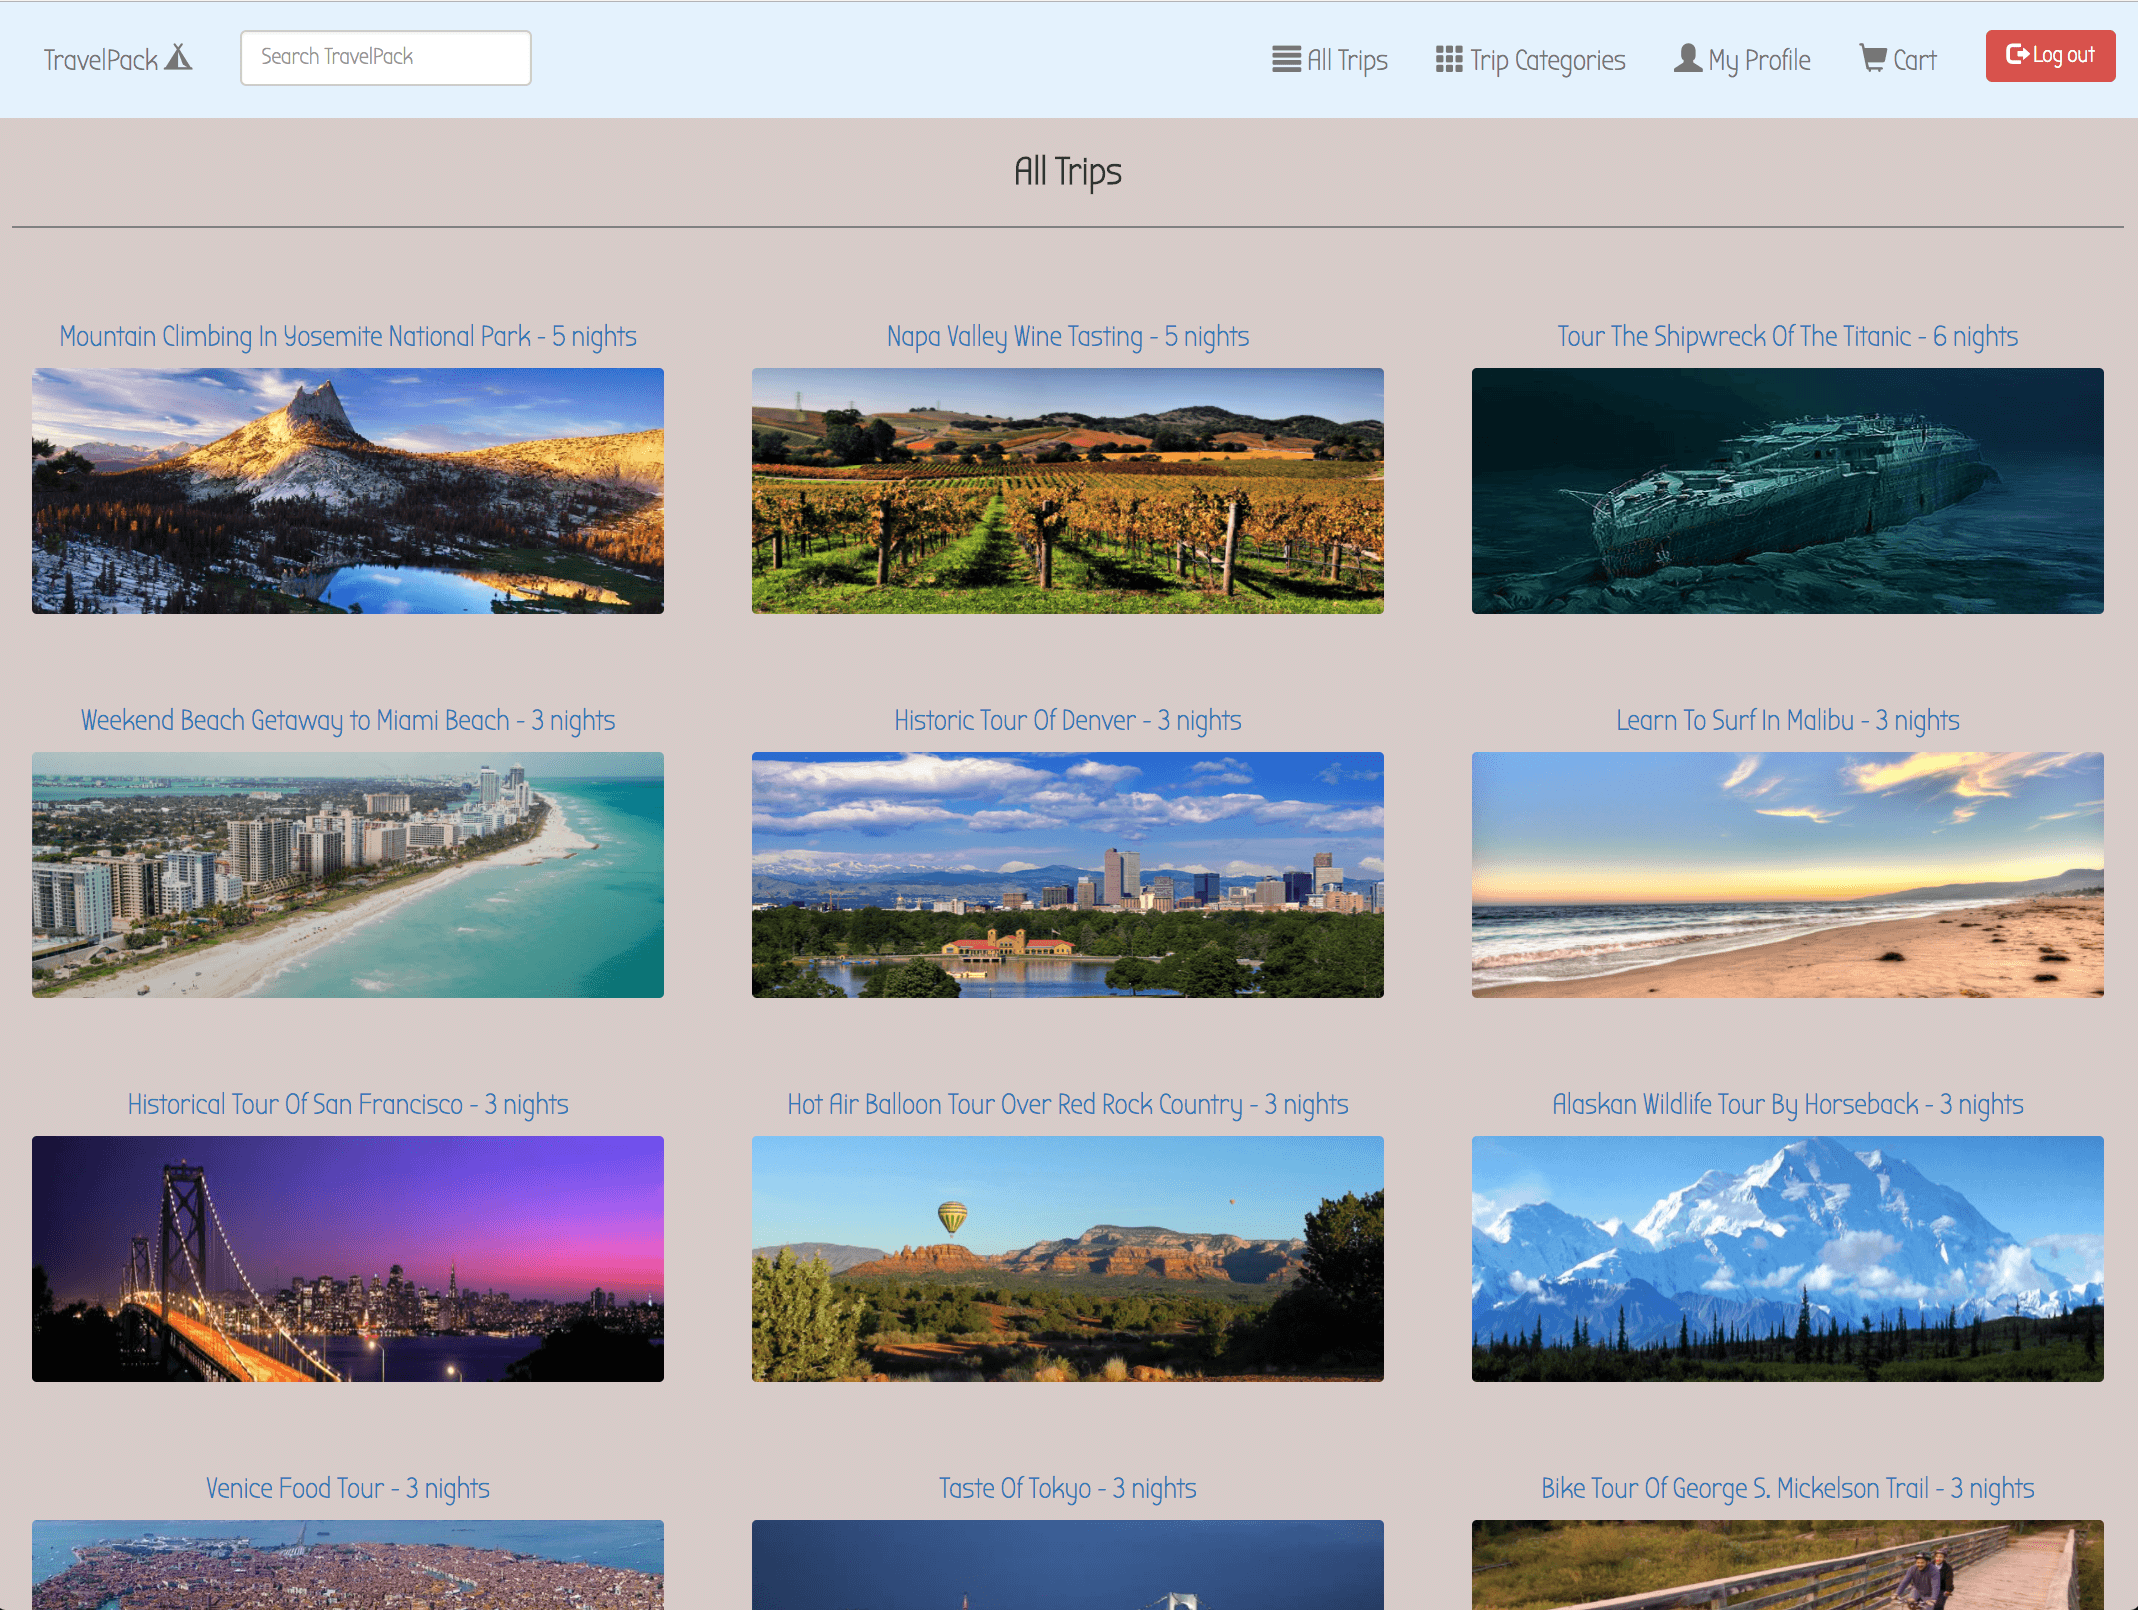 TravelPack
Search TravelPack
All Trips
Trip Categories
My Profile
Cart
Log out
All Trips
Mountain Climbing In Yosemite National Park - 5 nights
Napa Valley Wine Tasting - 5 nights
Tour The Shipwreck Of The Titanic - 6 nights
Weekend Beach Getaway to Miami Beach - 3 nights
Historic Tour Of Denver - 3 nights
Learn To Surf In Malibu - 3 nights
Historical Tour Of San Francisco - 3 nights
Hot Air Balloon Tour Over Red Rock Country - 3 nights
Alaskan Wildlife Tour By Horseback - 3 nights
Venice Food Tour - 3 nights
Taste Of Tokyo - 3 nights
Bike Tour Of George S. Mickelson Trail - 3 nights